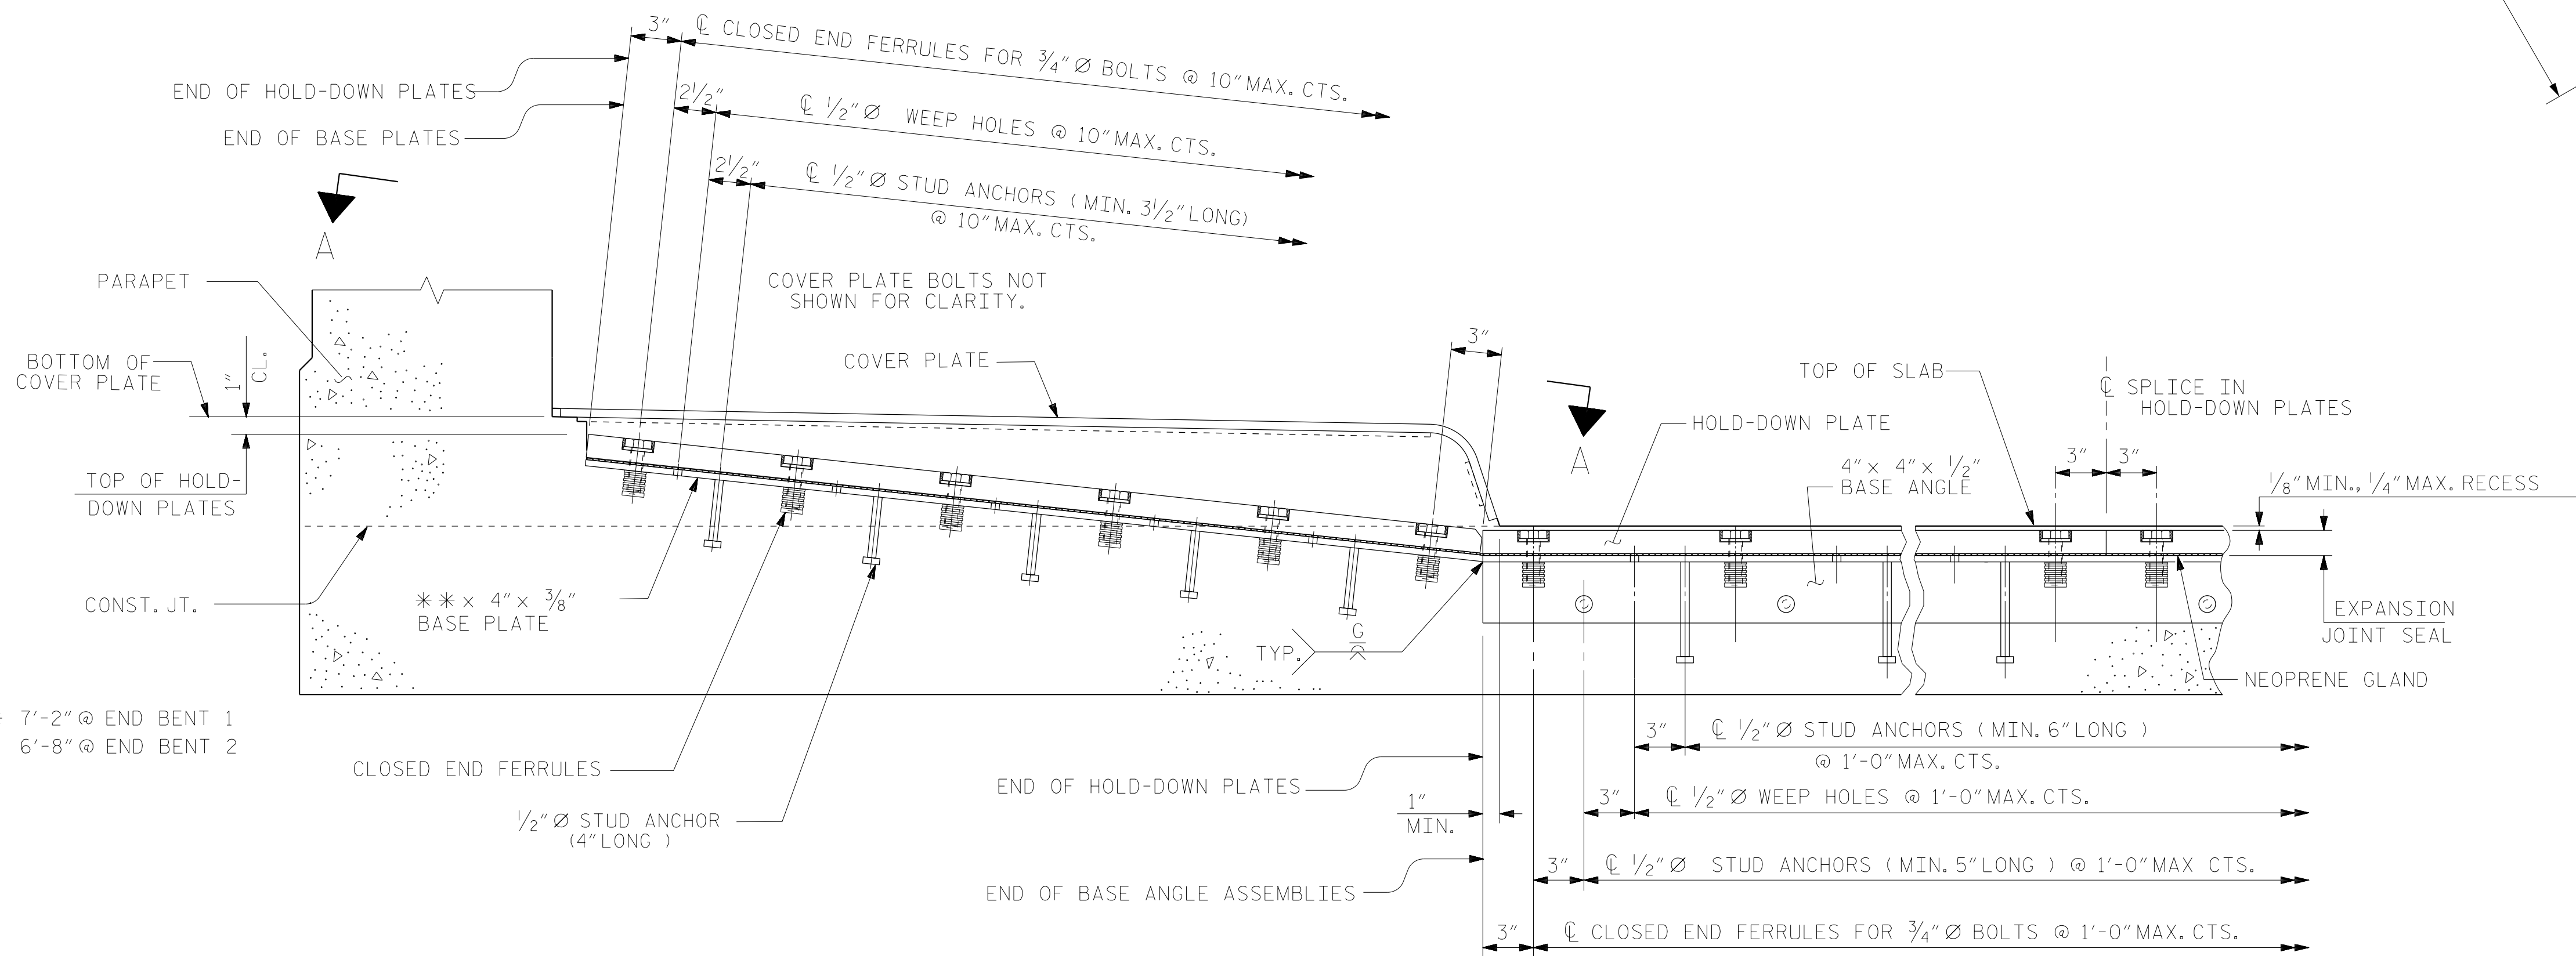 3"
℄ CLOSED END FERRULES FOR 3/4"Ø BOLTS @ 10"MAX. CTS.
END OF HOLD-DOWN PLATES
2 1/2"
℄ 1/2"Ø WEEP HOLES @ 10"MAX. CTS.
END OF BASE PLATES
2 1/2"
℄ 1/2"Ø STUD ANCHORS (MIN. 3 1/2"LONG)
@ 10"MAX. CTS.
A
PARAPET
COVER PLATE BOLTS NOT
SHOWN FOR CLARITY.
BOTTOM OF
COVER PLATE
1"
CL.
COVER PLATE
3"
TOP OF SLAB
℄ SPLICE IN
HOLD-DOWN PLATES
HOLD-DOWN PLATE
A
4"x 4"x 1/2"
BASE ANGLE
3"
3"
1/8"MIN., 1/4"MAX. RECESS
TOP OF HOLD-
DOWN PLATES
CONST. JT.
**x 4"x 3/8"
BASE PLATE
TYP.
G
EXPANSION
JOINT SEAL
NEOPRENE GLAND
7'-2"@ END BENT 1
6'-8"@ END BENT 2
CLOSED END FERRULES
1/2"Ø STUD ANCHOR
(4"LONG )
3"
℄ 1/2"Ø STUD ANCHORS (MIN. 6"LONG )
@ 1'-0"MAX. CTS.
END OF HOLD-DOWN PLATES
1"
MIN.
3"
℄ 1/2"Ø WEEP HOLES @ 1'-0"MAX. CTS.
END OF BASE ANGLE ASSEMBLIES
3"
℄ 1/2"Ø STUD ANCHORS (MIN. 5"LONG ) @ 1'-0"MAX CTS.
3"
℄ CLOSED END FERRULES FOR 3/4"Ø BOLTS @ 1'-0"MAX. CTS.